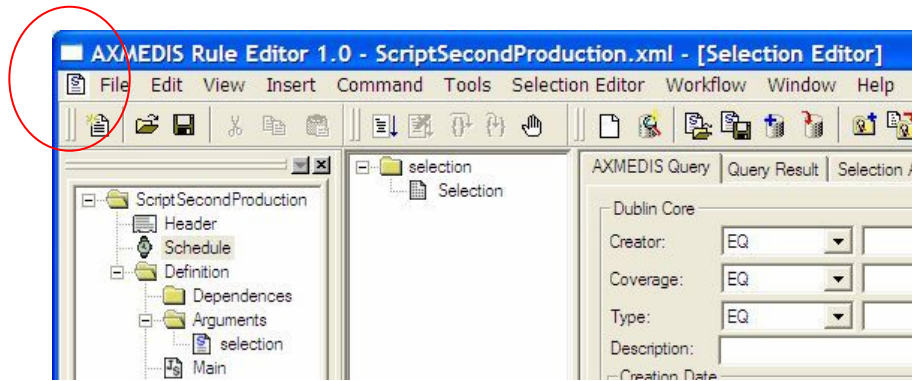 AXMEDIS Rule Editor 1.0 - ScriptSecondProduction.xml - [Selection Editor]
File Edit View Insert Command Tools Selection Editor Workflow Window Help
ScriptSecondProduction
Header
Schedule
Definition
Dependences
Arguments
selection
Main
selection
Selection
AXMEDIS Query Query Result Selection A
Dublin Core
Creator: EQ
Coverage: EQ
Type: EQ
Description:
Creation Date